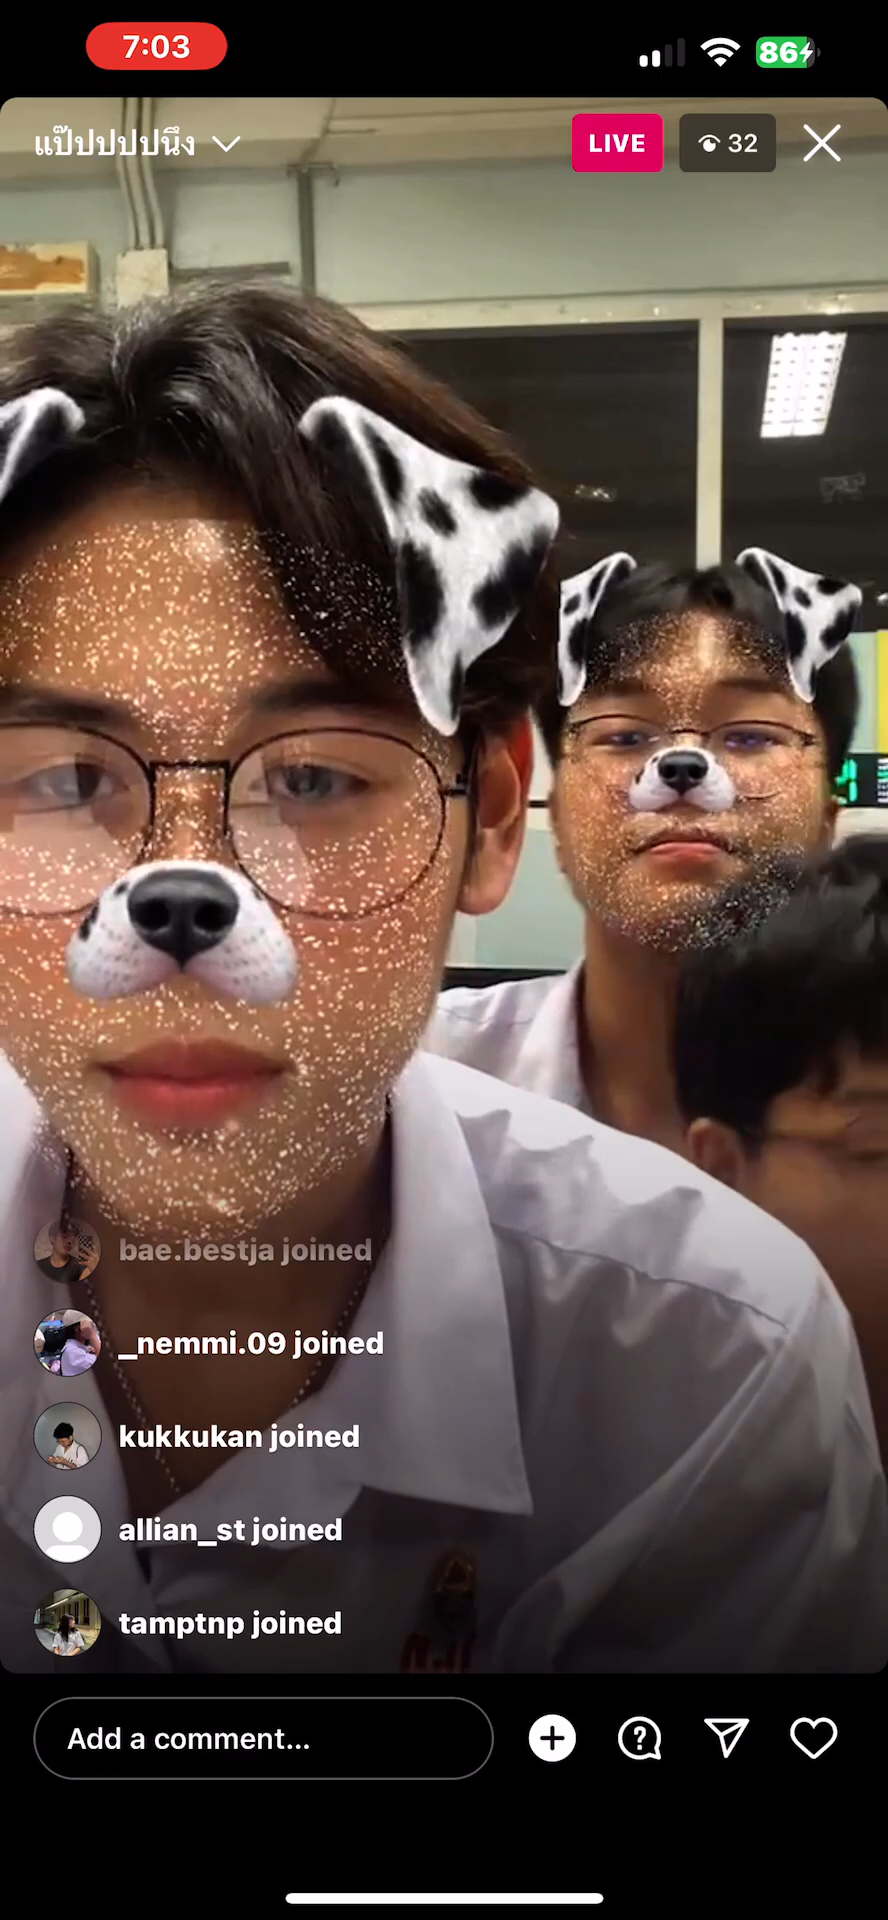 7:03
86
แป๊ปปปปปนึง
LIVE
32
bae.bestja joined
_nemmi.09 joined
kukkukan joined
allian_st joined
tamptnp joined
Add a comment...